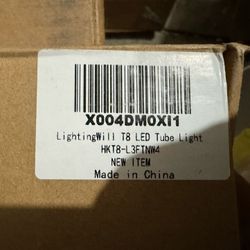 X004DM0XI1
LightingWill T8 LED Tube Light
HKT8-L3FTNW4
NEW ITEM
Made in China